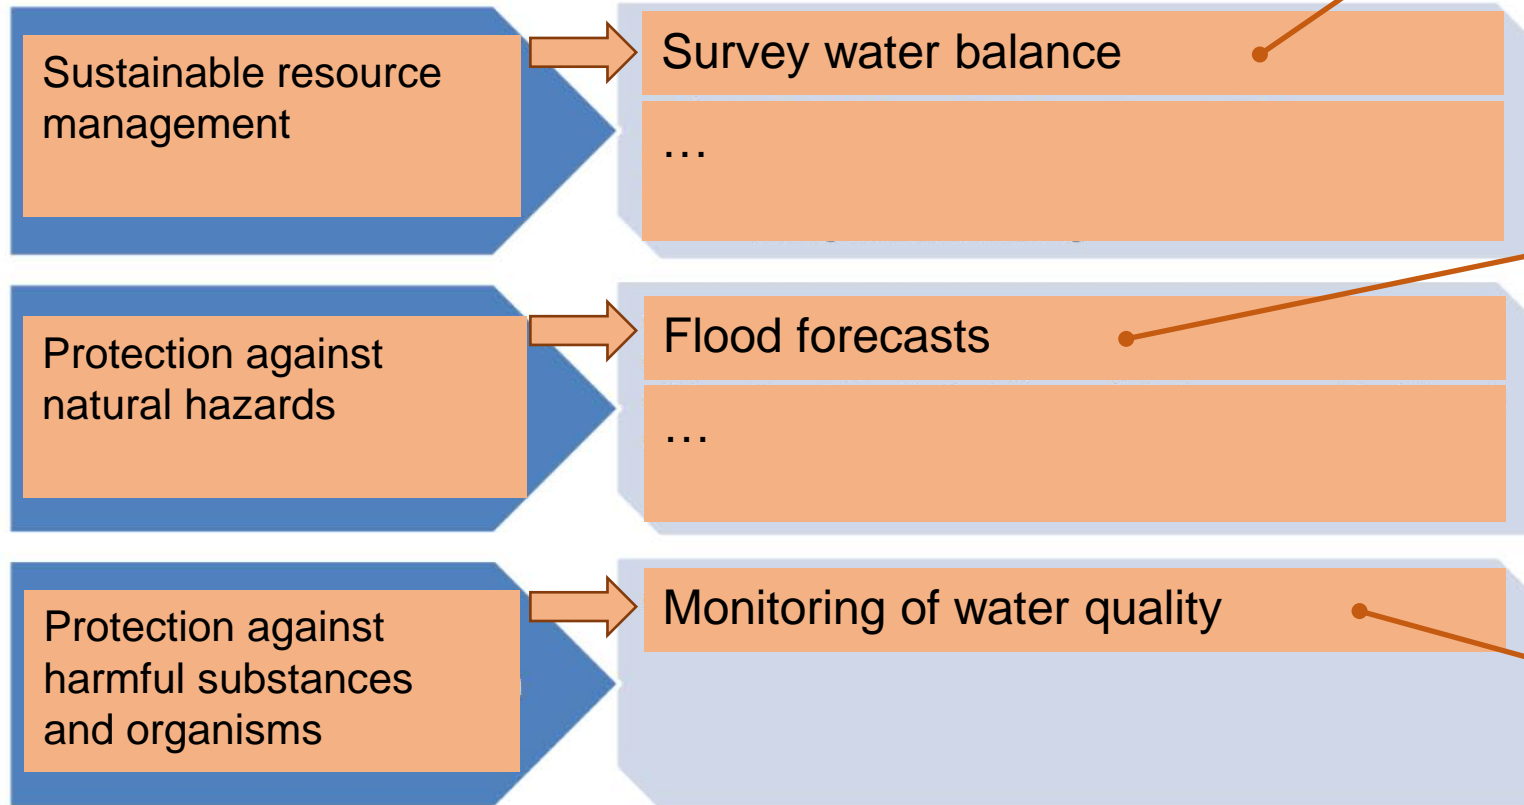 Sustainable resource
management
Survey water balance
…
Protection against
natural hazards
Flood forecasts
…
Protection against
harmful substances
and organisms
Monitoring of water quality